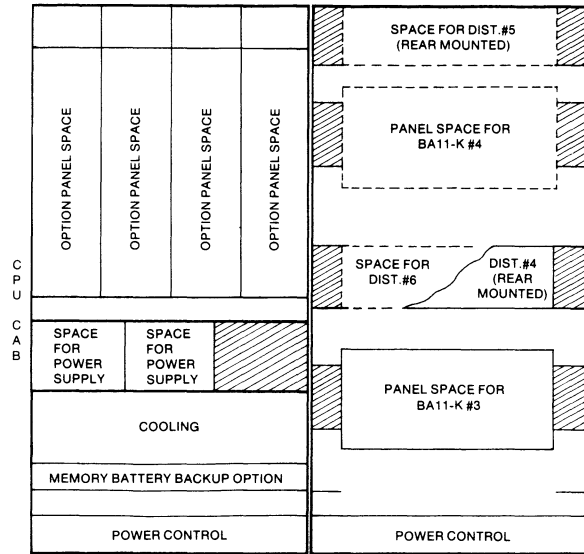 CPU CAB
OPTION PANEL SPACE
OPTION PANEL SPACE
OPTION PANEL SPACE
OPTION PANEL SPACE
SPACE
FOR
POWER
SUPPLY
SPACE
FOR
POWER
SUPPLY
COOLING
MEMORY BATTERY BACKUP OPTION
POWER CONTROL
SPACE FOR DIST.#5
(REAR MOUNTED)
PANEL SPACE FOR
BA11-K #4
SPACE FOR
DIST.#6
DIST.#4
(REAR
MOUNTED)
PANEL SPACE FOR
BA11-K #3
POWER CONTROL